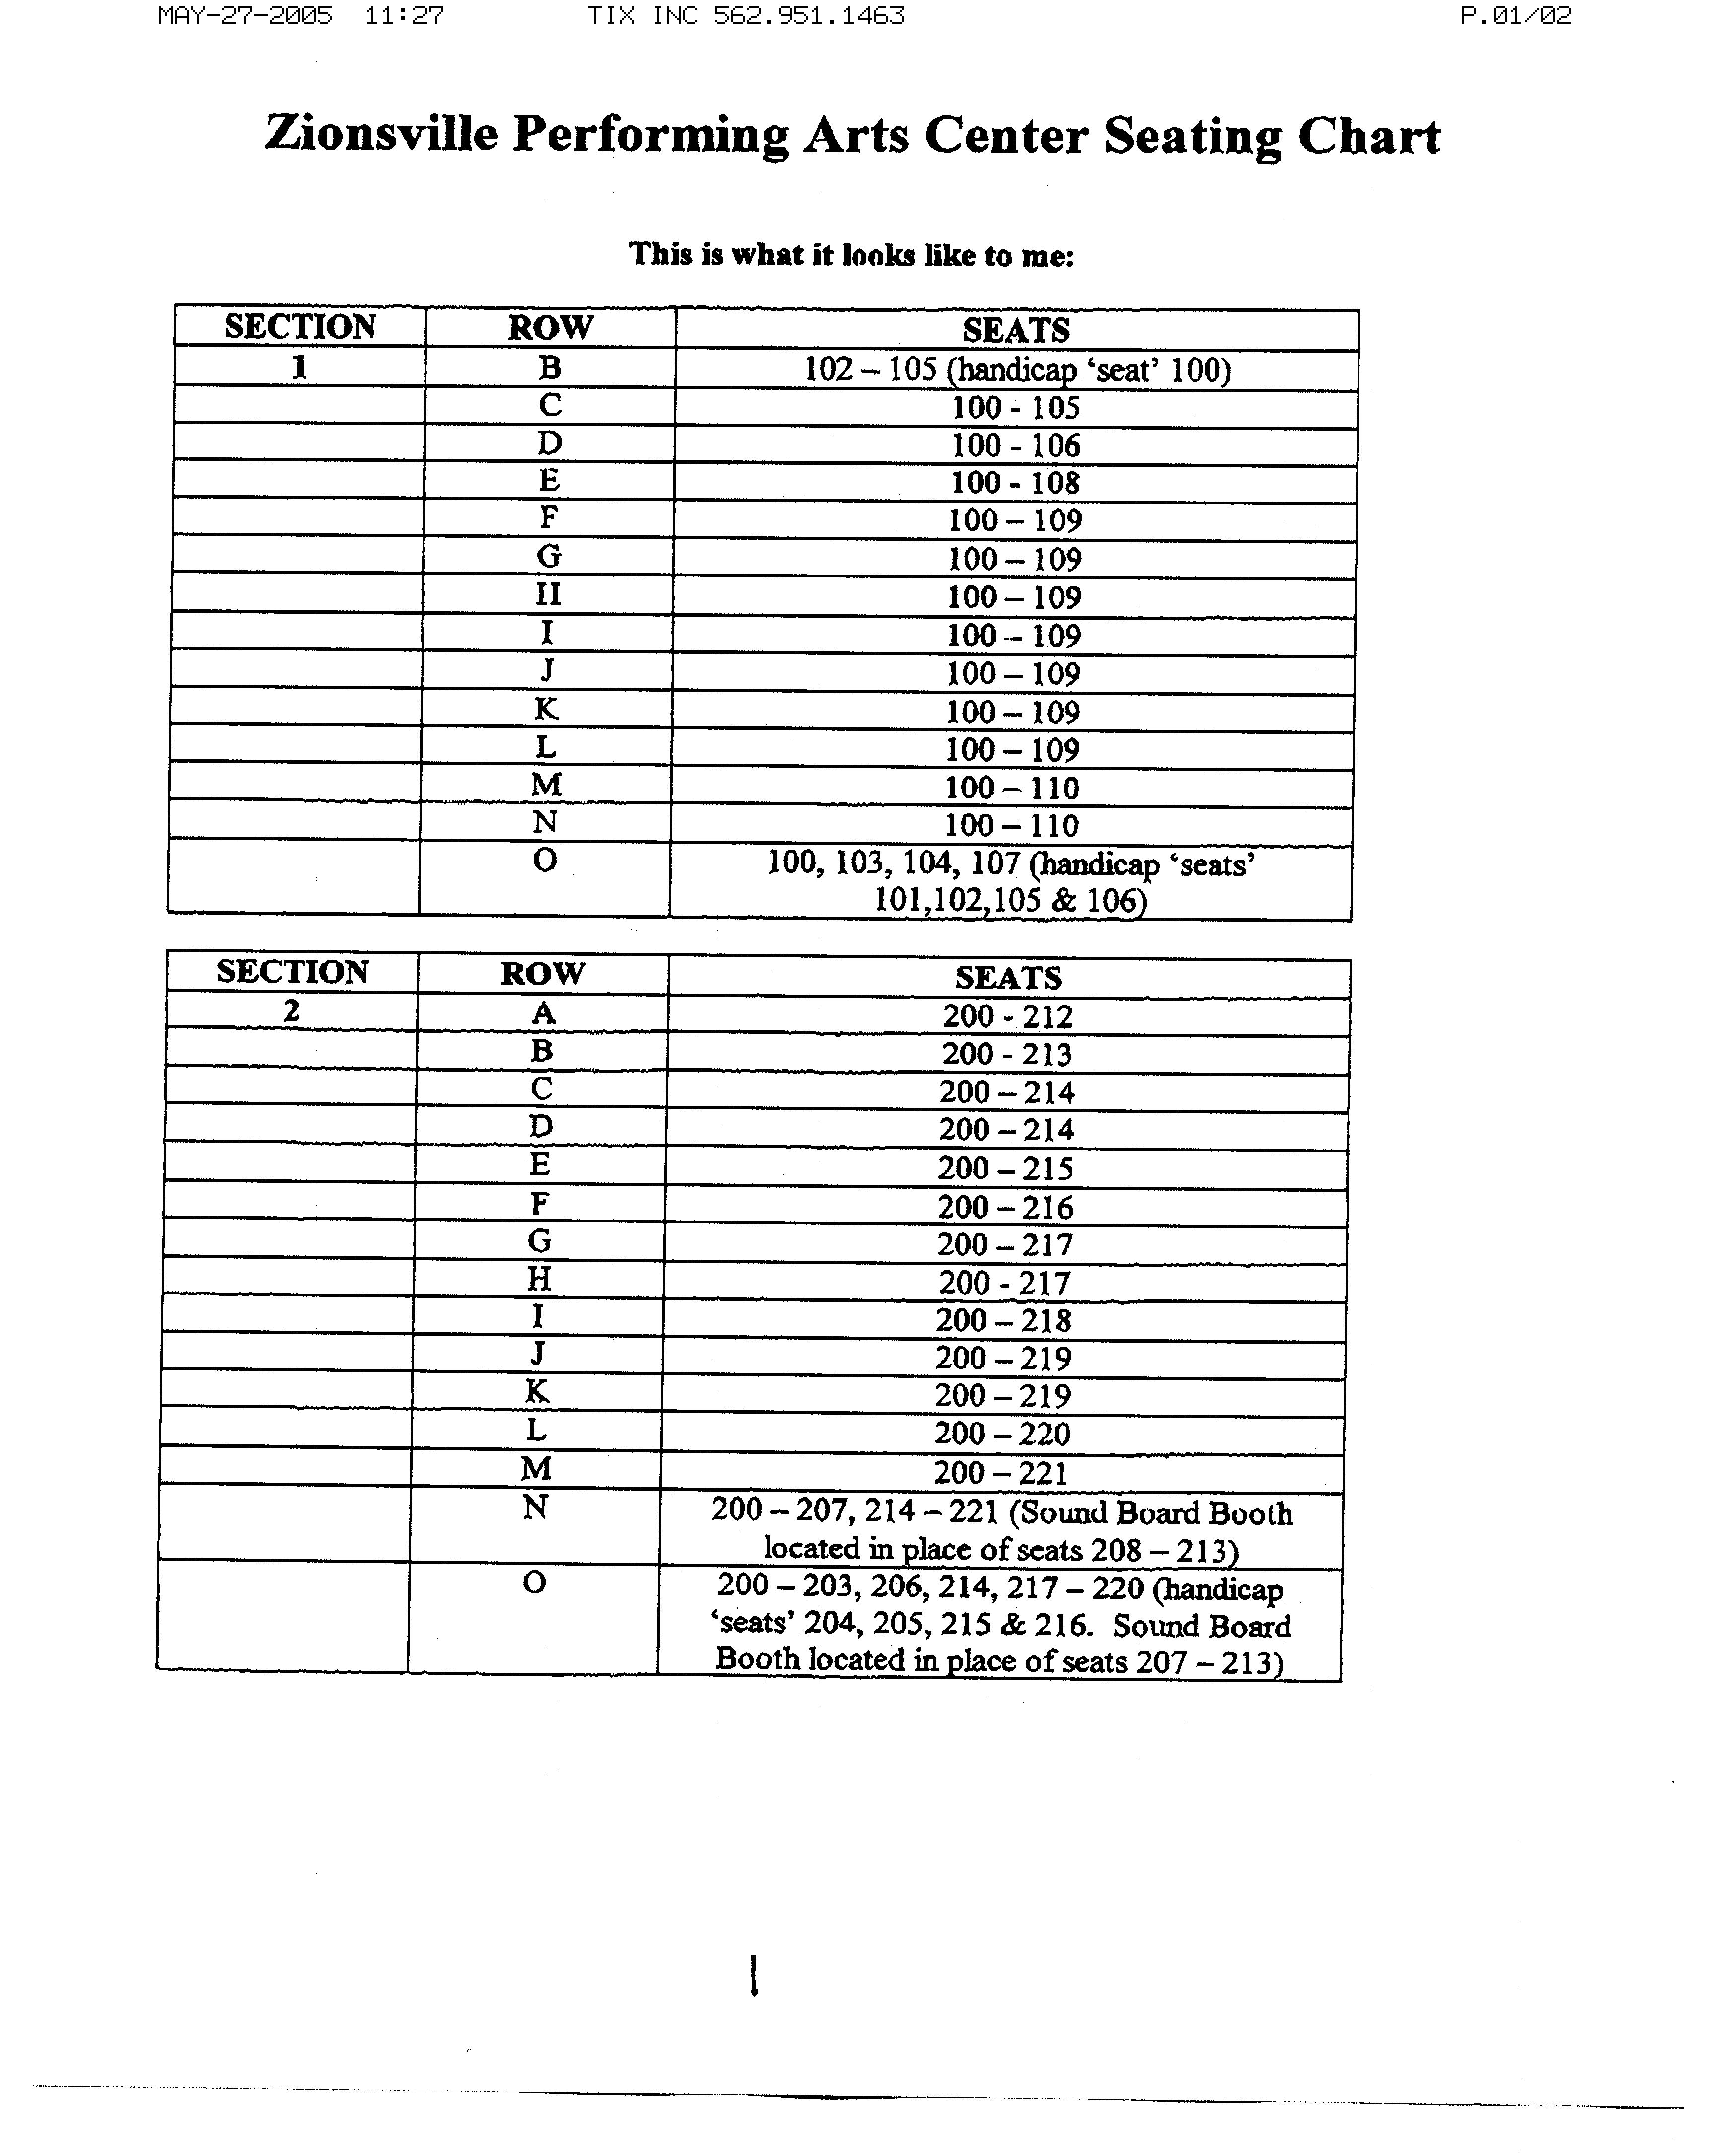 MAY-27-2005 11:27 TIX INC 562.951.1463 P.01/02
Zionsville Performing Arts Center Seating Chart
This is what it looks like to me:
SECTION ROW SEATS
1 B 102 – 105 (handicap ‘seat’ 100)
C 100 - 105
D 100 - 106
E 100 - 108
F 100 – 109
G 100 – 109
H 100 – 109
I 100 – 109
J 100 – 109
K 100 – 109
L 100 – 109
M 100 – 110
N 100 – 110
O 100, 103, 104, 107 (handicap ‘seats’
101,102,105 & 106)
SECTION ROW SEATS
2 A 200 - 212
B 200 - 213
C 200 – 214
D 200 – 214
E 200 – 215
F 200 – 216
G 200 – 217
H 200 - 217
I 200 – 218
J 200 – 219
K 200 – 219
L 200 – 220
M 200 – 221
N 200 – 207, 214 – 221 (Sound Board Booth
located in place of seats 208 – 213)
O 200 – 203, 206, 214, 217 – 220 (handicap
‘seats’ 204, 205, 215 & 216. Sound Board
Booth located in place of seats 207 – 213)
1